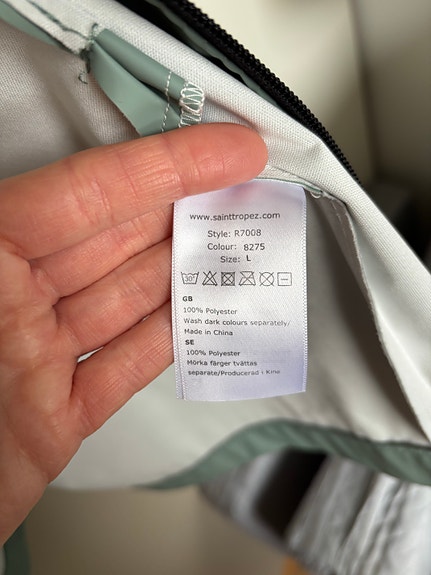 www.sainttropez.com
Style: R7008
Colour: 8275
Size: L
30°
GB
100% Polyester
Wash dark colours separately/
Made in China
SE
100% Polyester
Mörka färger tvättas
separate/Producerad i Kina